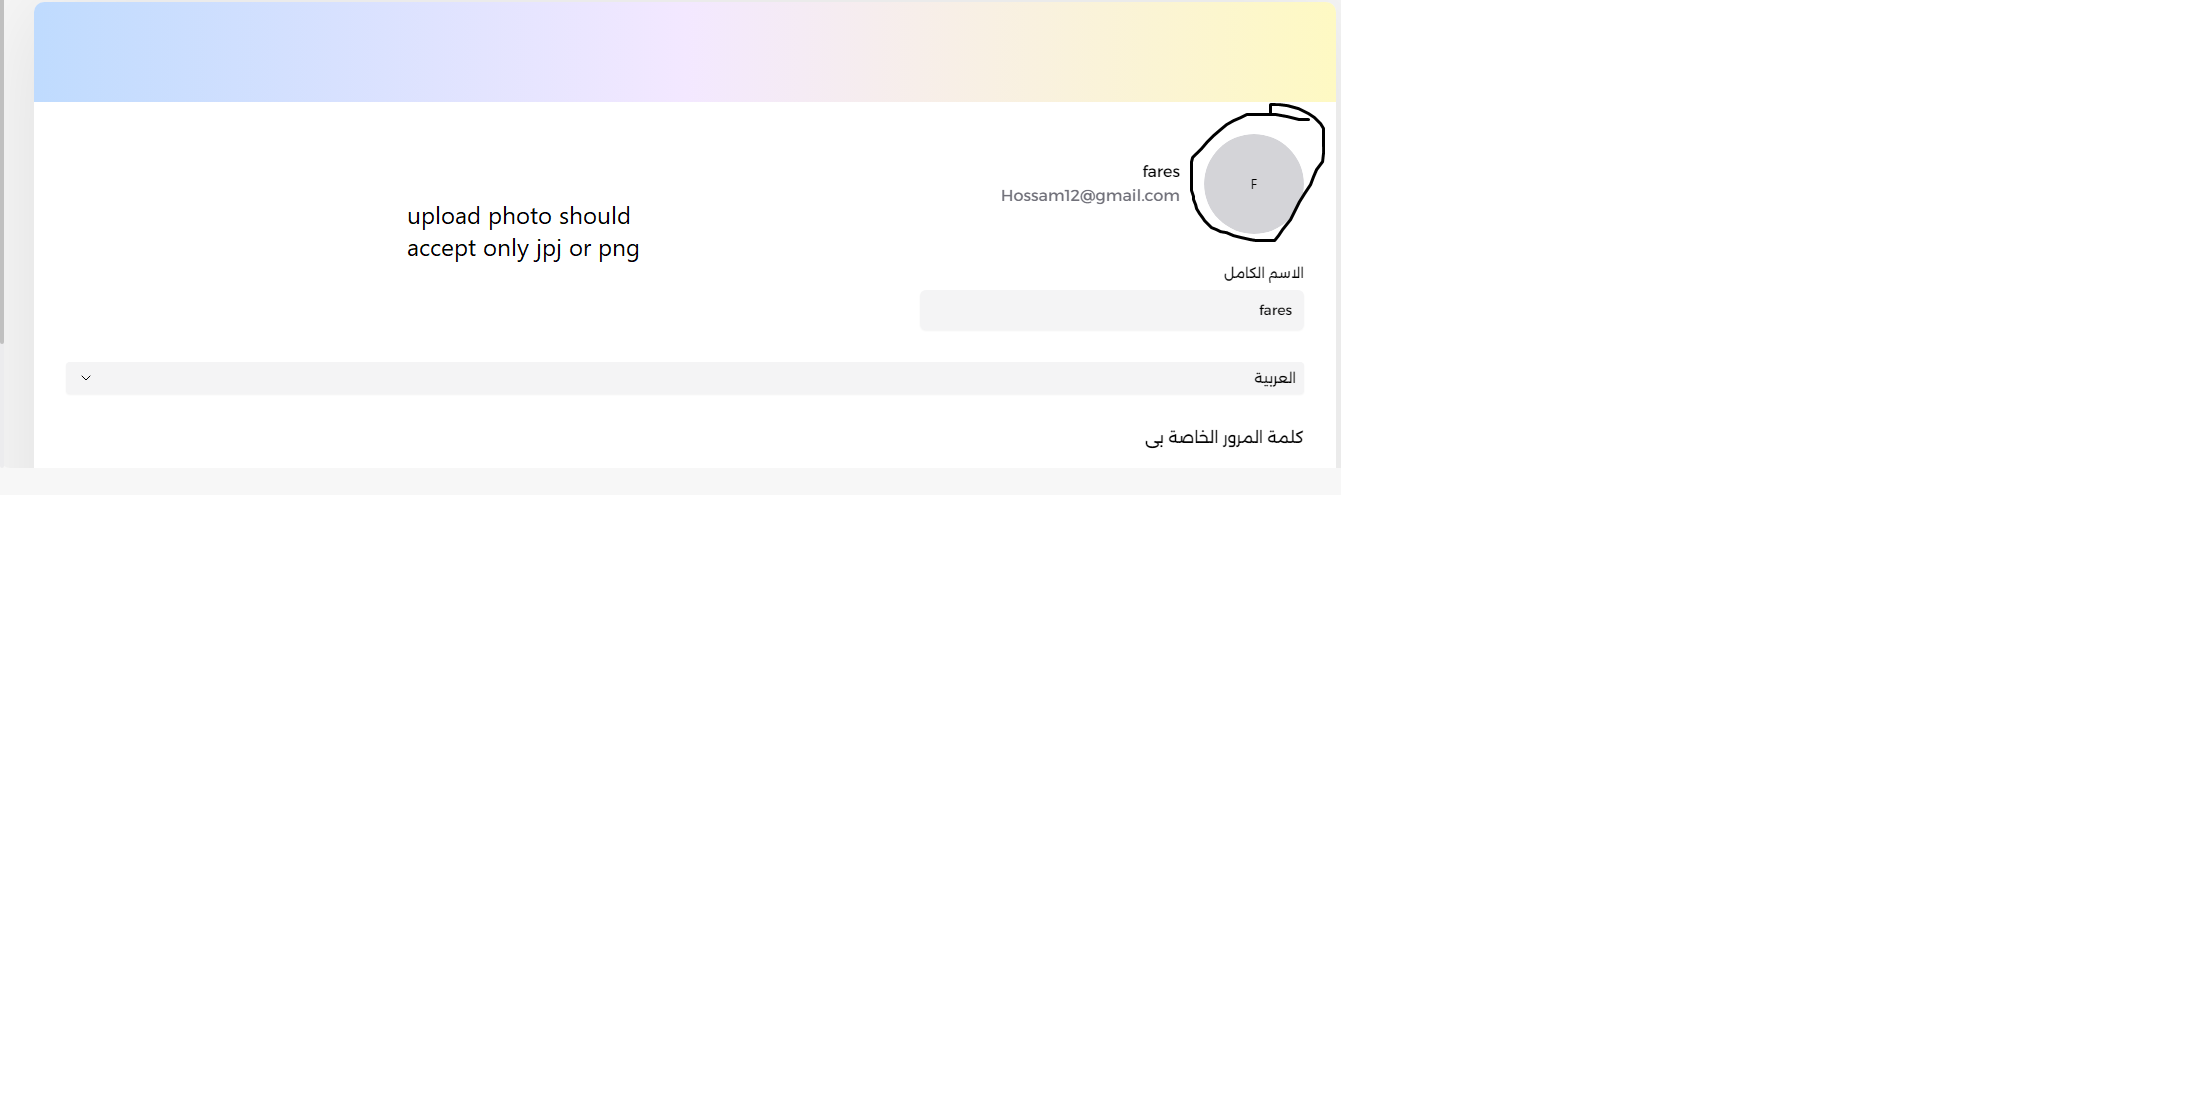 fares
Hossam12@gmail.com
F
upload photo should
accept only jpj or png
الاسم الكامل
fares
العربية
كلمة المرور الخاصة بى